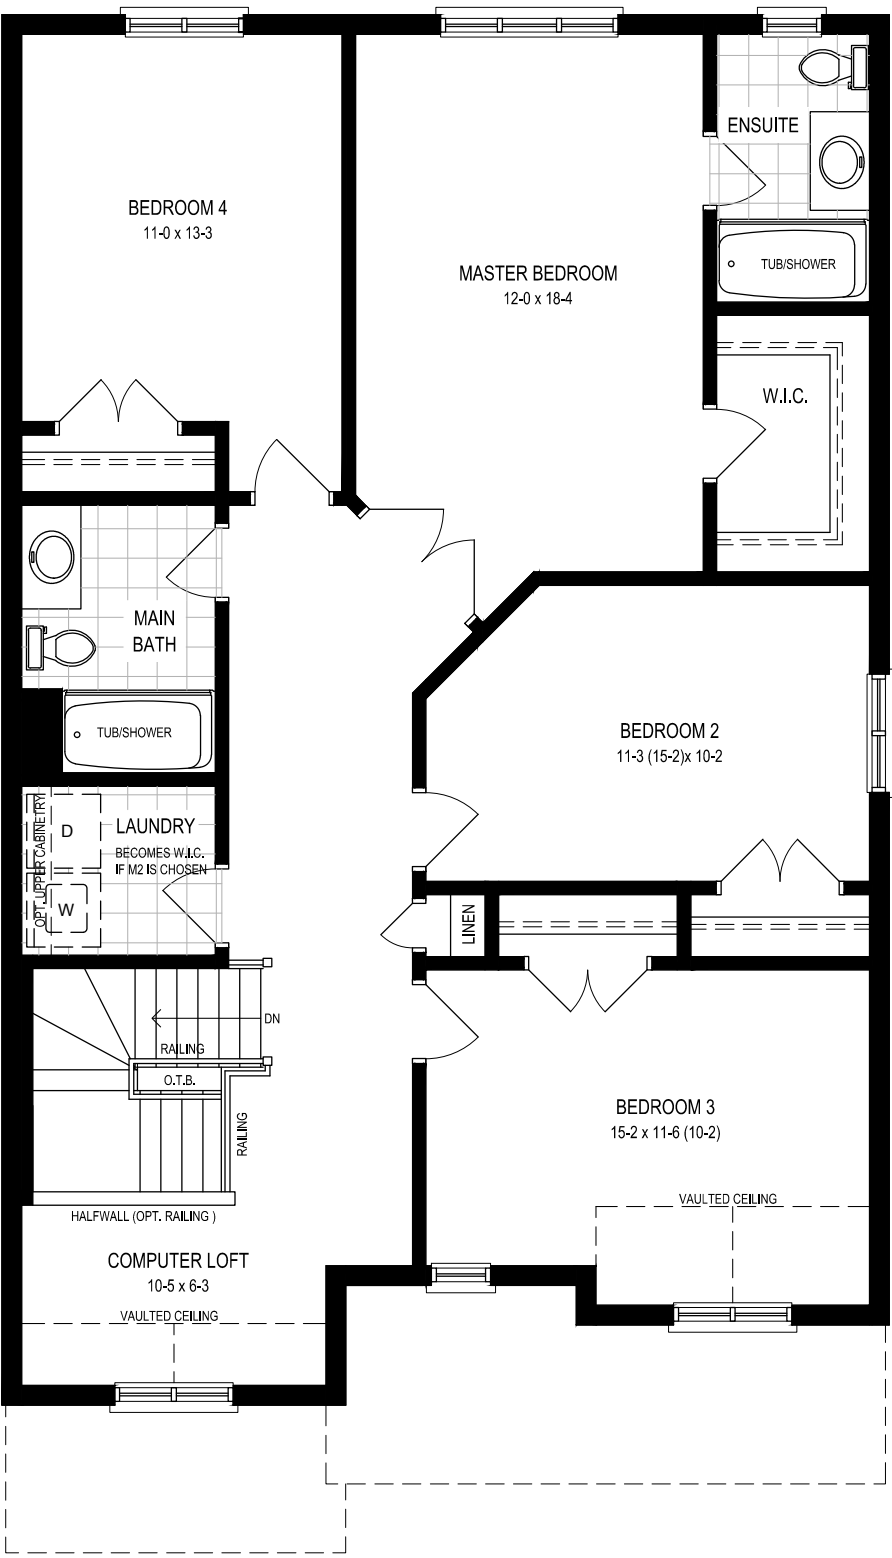 ENSUITE
BEDROOM 4
11-0 x 13-3
MASTER BEDROOM
12-0 x 18-4
TUB/SHOWER
W.I.C.
MAIN
BATH
TUB/SHOWER
BEDROOM 2
11-3 (15-2)x 10-2
OPT. UPPER CABINETRY
D
LAUNDRY
BECOMES W.I.C.
IF M2 IS CHOSEN
W
LINEN
DN
RAILING
O.T.B.
RAILING
BEDROOM 3
15-2 x 11-6 (10-2)
VAULTED CEILING
HALFWALL (OPT. RAILING )
COMPUTER LOFT
10-5 x 6-3
VAULTED CEILING